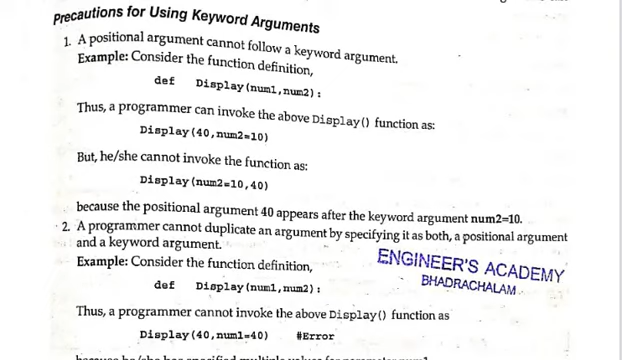 Precautions for Using Keyword Arguments
1. A positional argument cannot follow a keyword argument.
Example: Consider the function definition,
def Display(num1,num2):
Thus, a programmer can invoke the above Display() function as:
Display(40,num2=10)
But, he/she cannot invoke the function as:
Display(num2=10,40)
because the positional argument 40 appears after the keyword argument num2=10.
2. A programmer cannot duplicate an argument by specifying it as both, a positional argument
and a keyword argument.
Example: Consider the function definition,
ENGINEER'S ACADEMY
BHADRACHALAM
def Display(num1,num2):
Thus, a programmer cannot invoke the above Display() function as
Display(40,num1=40) #Error